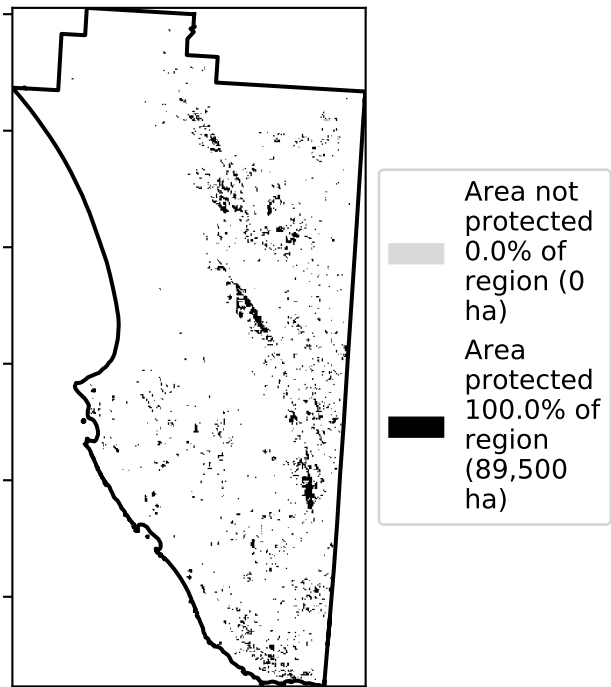 Area not
protected
0.0% of
region (0
ha)
Area
protected
100.0% of
region
(89,500
ha)